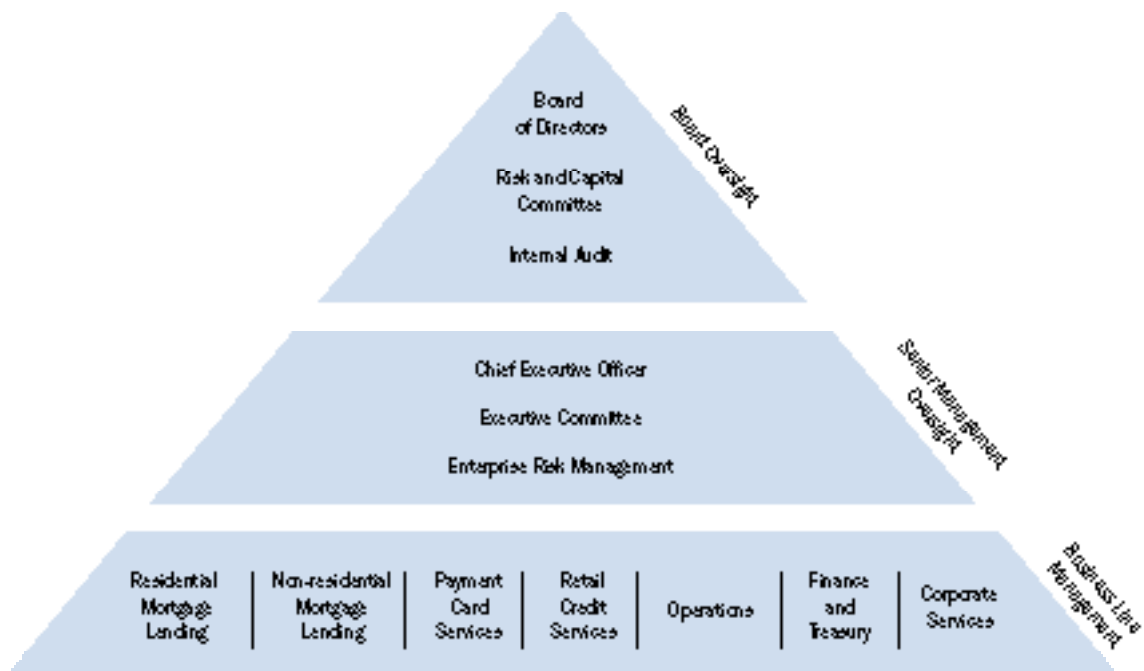 Board
of Directors
Risk and Capital
Committee
Internal Audit
Board Oversight
Chief Executive Officer
Executive Committee
Enterprise Risk Management
Senior Management
Oversight
Residential
Mortgage
Lending
Non-residential
Mortgage
Lending
Payment
Card
Services
Retail
Credit
Services
Operations
Finance
and
Treasury
Corporate
Services
Business Line
Management